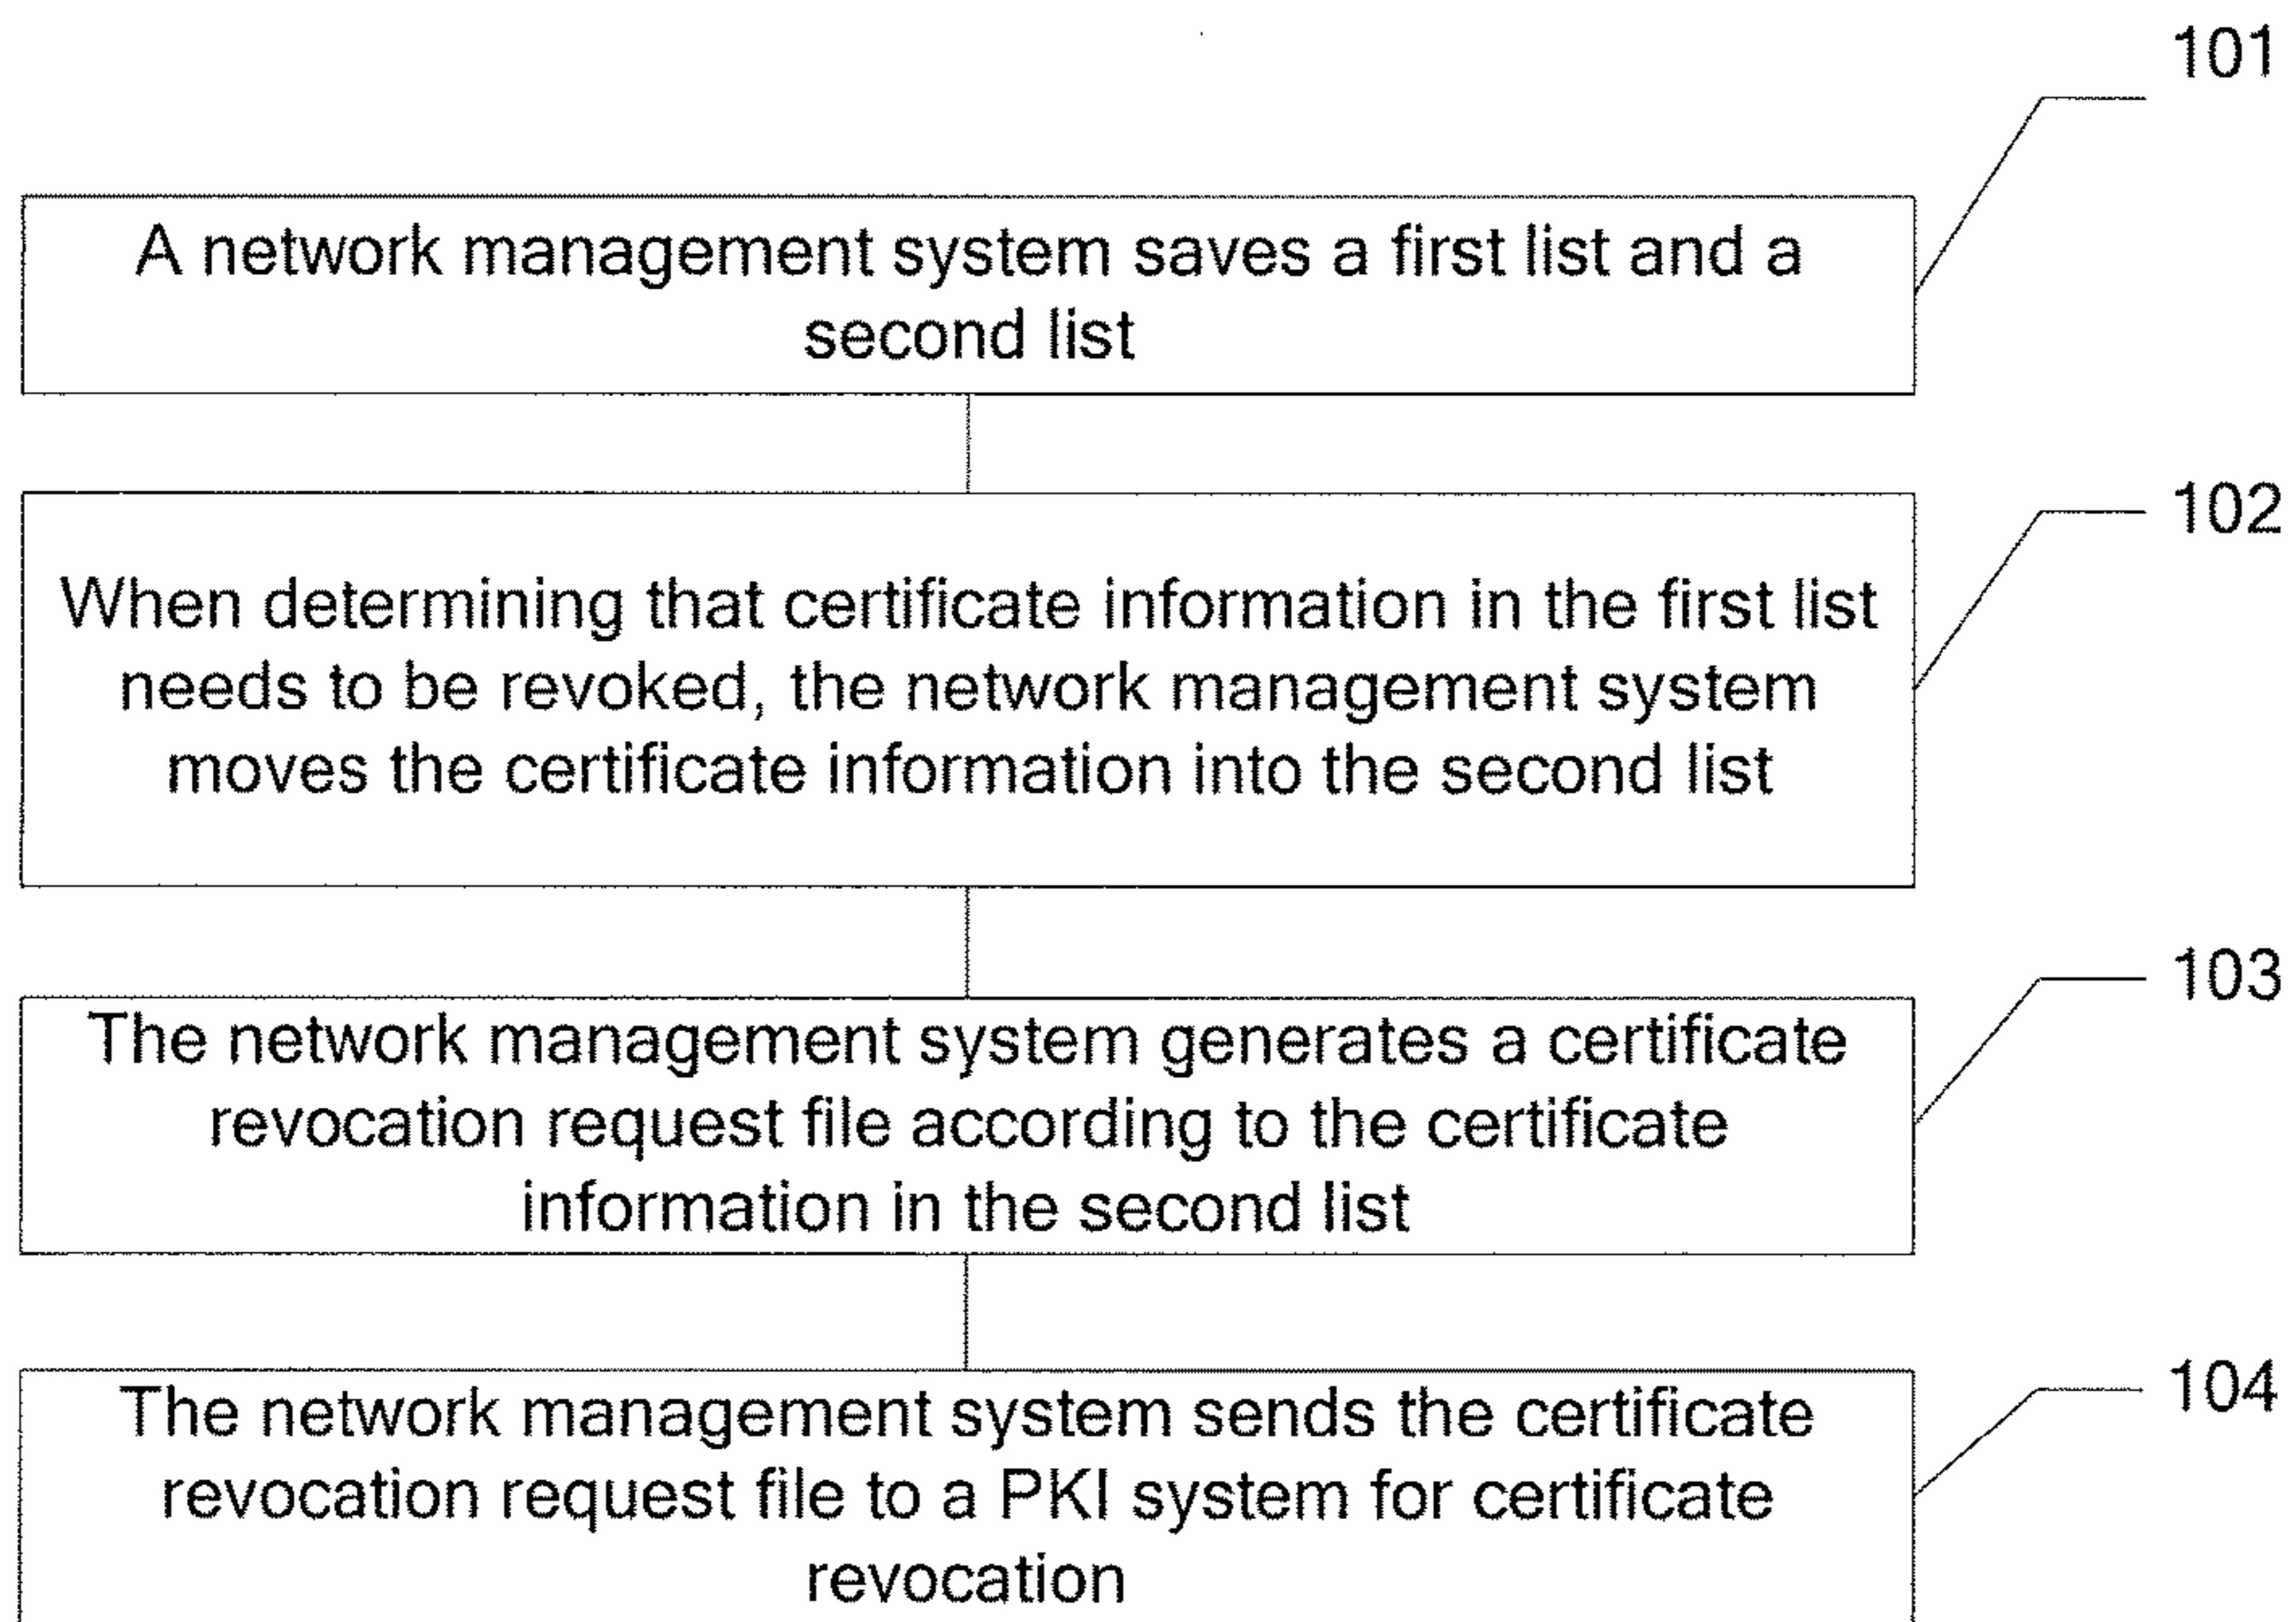 101
A network management system saves a first list and a
second list
102
When determining that certificate information in the first list
needs to be revoked, the network management system
moves the certificate information into the second list
103
The network management system generates a certificate
revocation request file according to the certificate
information in the second list
104
The network management system sends the certificate
revocation request file to a PKI system for certificate
revocation